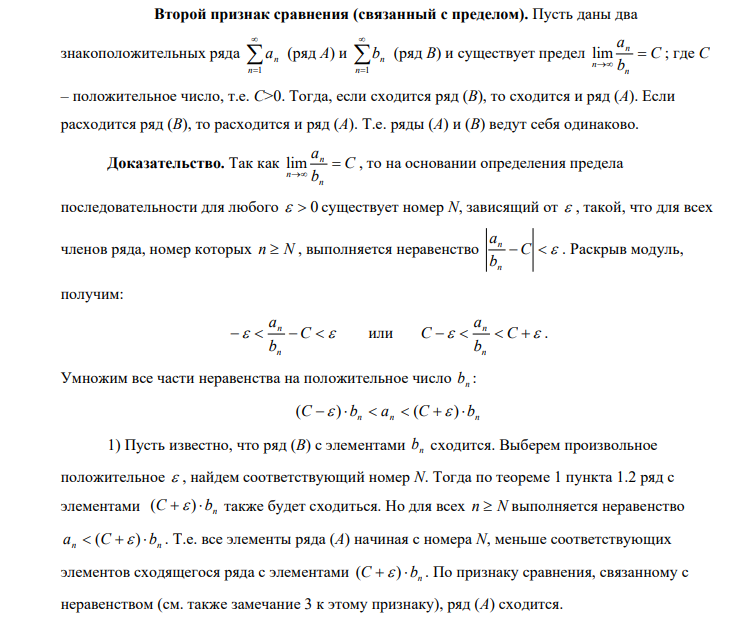 Второй признак сравнения (связанный с пределом). Пусть даны два
знакоположительных ряда $\sum_{n=1}^{\infty} a_n$ (ряд A) и $\sum_{n=1}^{\infty} b_n$ (ряд B) и существует предел $\lim_{n\to\infty} \frac{a_n}{b_n} = C$; где C
– положительное число, т.е. C>0. Тогда, если сходится ряд (B), то сходится и ряд (A). Если
расходится ряд (B), то расходится и ряд (A). Т.е. ряды (A) и (B) ведут себя одинаково.
Доказательство. Так как $\lim_{n\to\infty} \frac{a_n}{b_n} = C$, то на основании определения предела
последовательности для любого $\varepsilon > 0$ существует номер N, зависящий от $\varepsilon$, такой, что для всех
членов ряда, номер которых $n \geq N$, выполняется неравенство $\left|\frac{a_n}{b_n} - C\right| < \varepsilon$. Раскрыв модуль,
получим:
$-\varepsilon < \frac{a_n}{b_n} - C < \varepsilon$ или $C - \varepsilon < \frac{a_n}{b_n} < C + \varepsilon$.
Умножим все части неравенства на положительное число $b_n$:
$(C - \varepsilon) \cdot b_n < a_n < (C + \varepsilon) \cdot b_n$
1) Пусть известно, что ряд (B) с элементами $b_n$ сходится. Выберем произвольное
положительное $\varepsilon$, найдем соответствующий номер N. Тогда по теореме 1 пункта 1.2 ряд с
элементами $(C + \varepsilon) \cdot b_n$ также будет сходиться. Но для всех $n \geq N$ выполняется неравенство
$a_n < (C + \varepsilon) \cdot b_n$. Т.е. все элементы ряда (A) начиная с номера N, меньше соответствующих
элементов сходящегося ряда с элементами $(C + \varepsilon) \cdot b_n$. По признаку сравнения, связанному с
неравенством (см. также замечание 3 к этому признаку), ряд (A) сходится.